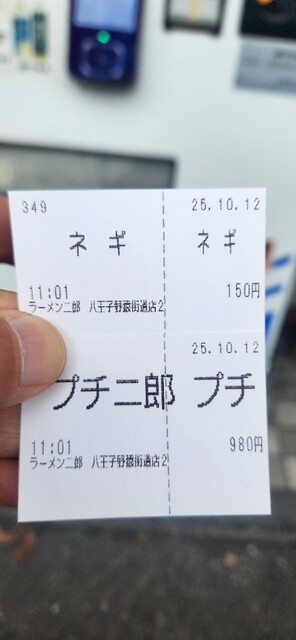 349 25.10.12
ネギ ネギ
11:01 150円
ラーメン二郎 八王子野猿街道店2
25.10.12
プチ二郎 プチ
11:01 980円
ラーメン二郎 八王子野猿街道店2